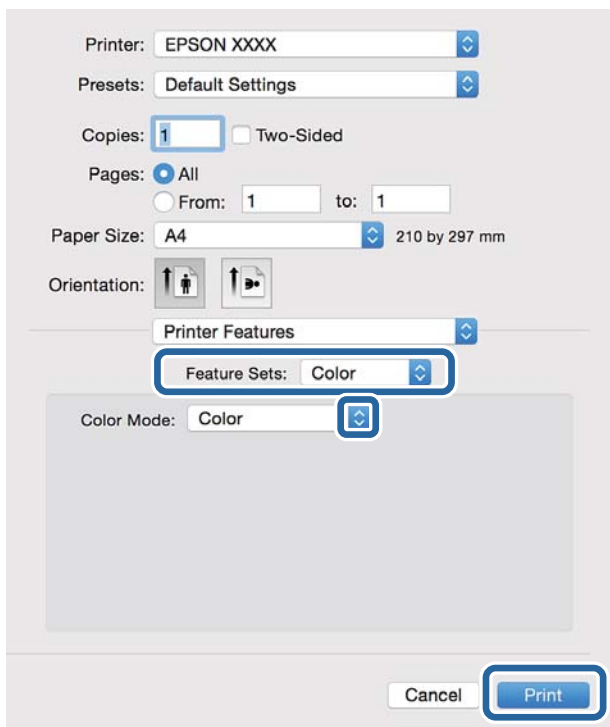 Printer: EPSON XXXX
Presets: Default Settings
Copies: 1 Two-Sided
Pages: All
From: 1 to: 1
Paper Size: A4 210 by 297 mm
Orientation:
Printer Features
Feature Sets: Color
Color Mode: Color
Cancel Print